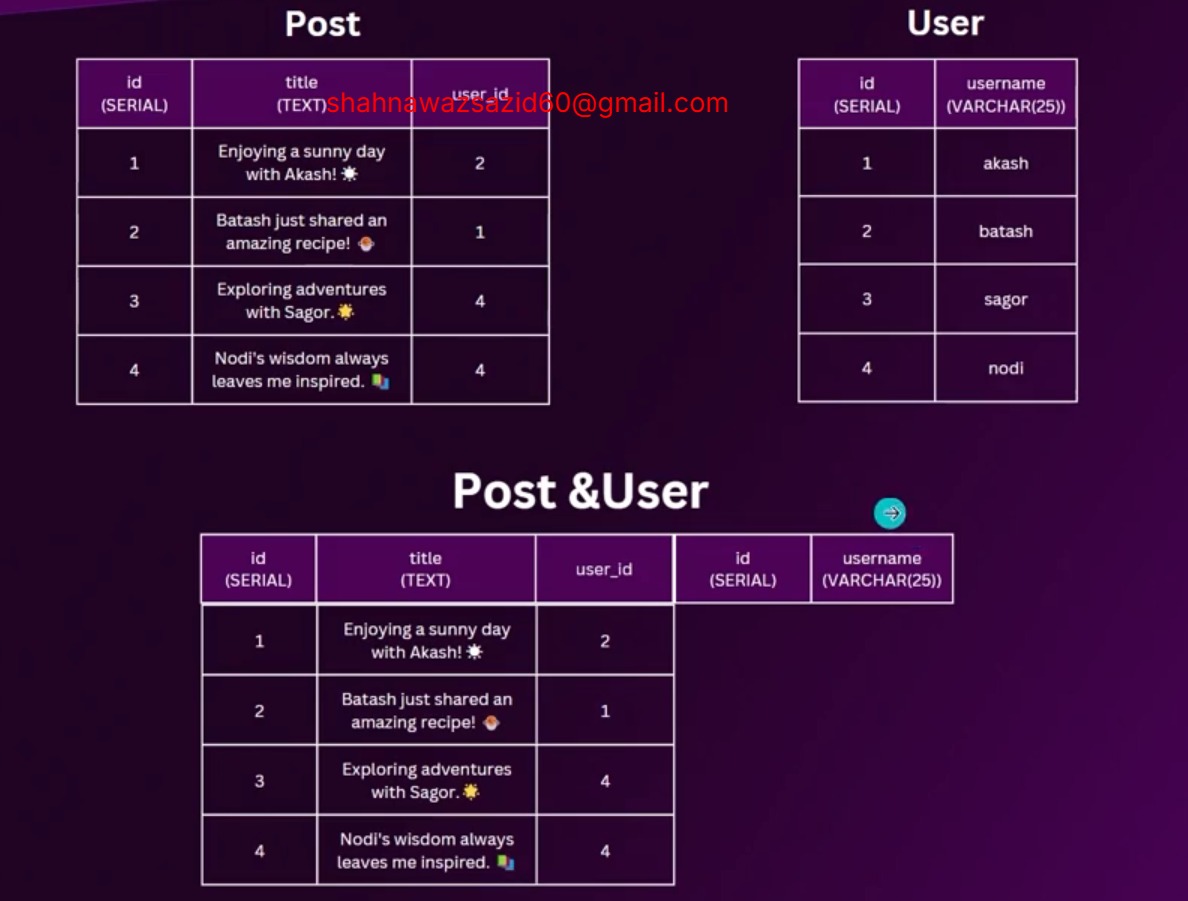 Post
User
id
(SERIAL)
title
(TEXT)
user_id
shahnawazsazid60@gmail.com
1
Enjoying a sunny day
with Akash! ☀
2
2
Batash just shared an
amazing recipe!
1
3
Exploring adventures
with Sagor. 🌟
4
4
Nodi's wisdom always
leaves me inspired.
4
id
(SERIAL)
username
(VARCHAR(25))
1
akash
2
batash
3
sagor
4
nodi
Post &User
id
(SERIAL)
title
(TEXT)
user_id
id
(SERIAL)
username
(VARCHAR(25))
1
Enjoying a sunny day
with Akash! ☀
2
2
Batash just shared an
amazing recipe!
1
3
Exploring adventures
with Sagor. 🌟
4
4
Nodi's wisdom always
leaves me inspired.
4